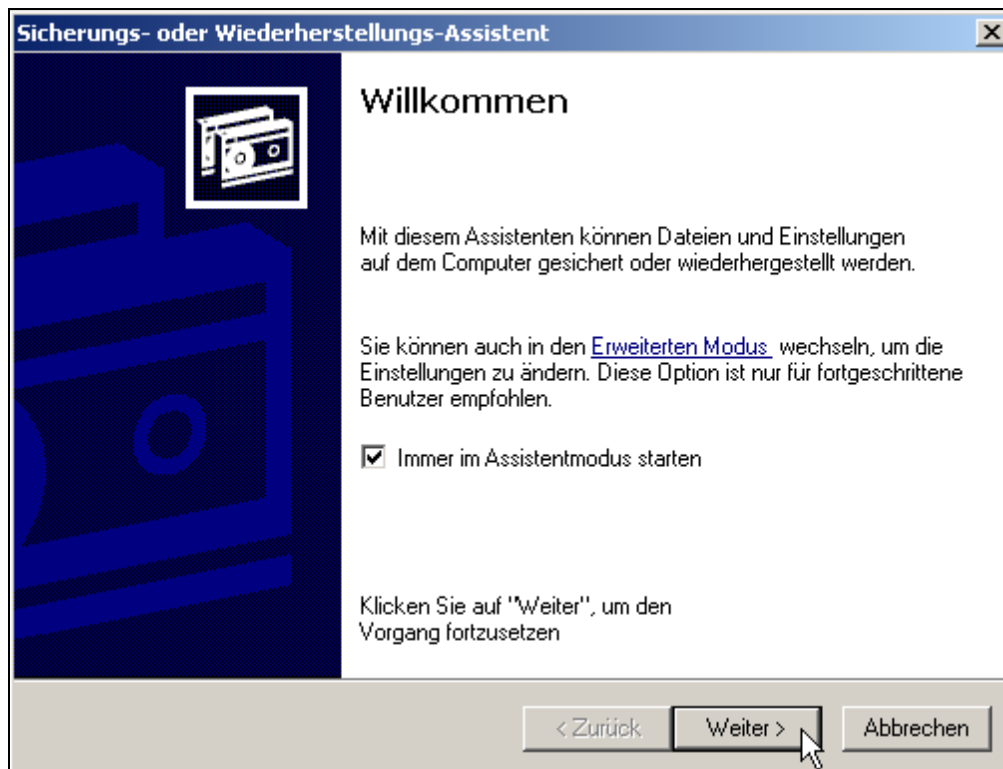 Sicherungs- oder Wiederherstellungs-Assistent
Willkommen
Mit diesem Assistenten können Dateien und Einstellungen
auf dem Computer gesichert oder wiederhergestellt werden.
Sie können auch in den Erweiterten Modus wechseln, um die
Einstellungen zu ändern. Diese Option ist nur für fortgeschrittene
Benutzer empfohlen.
Immer im Assistentmodus starten
Klicken Sie auf "Weiter", um den
Vorgang fortzusetzen
< Zurück Weiter > Abbrechen